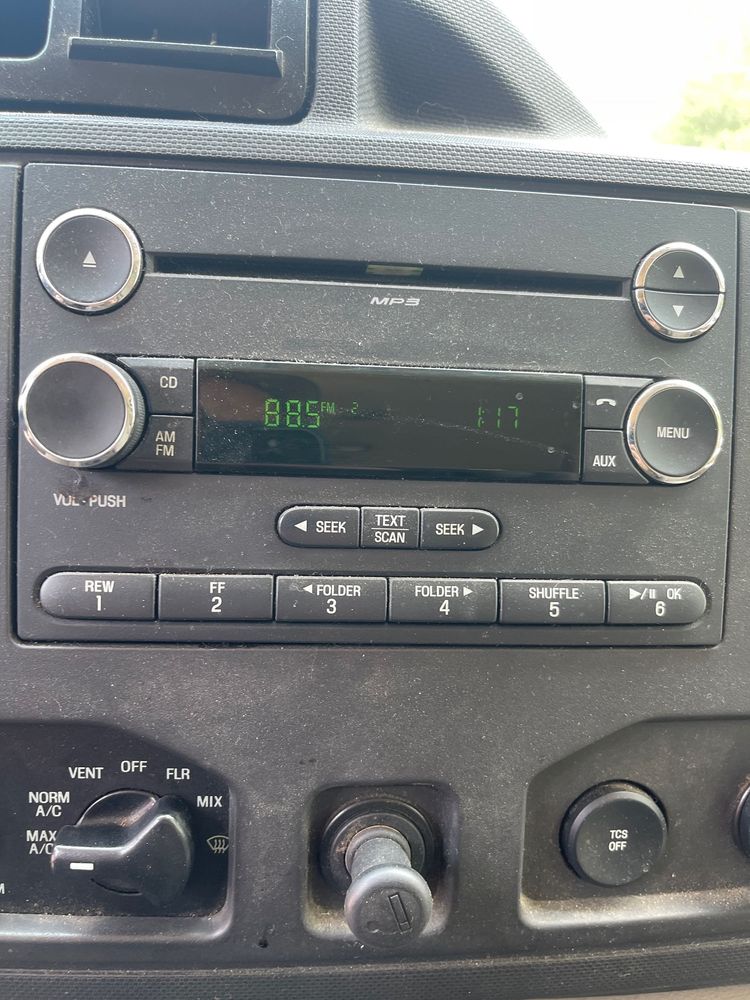 MP3
CD
AM
FM
88.5 FM 2 1:17
MENU
AUX
VOL - PUSH
◄ SEEK
TEXT
SCAN
SEEK ►
REW
1
FF
2
◄ FOLDER
3
FOLDER ►
4
SHUFFLE
5
►/II OK
6
VENT
OFF
FLR
MIX
NORM
A/C
MAX
A/C
TCS
OFF